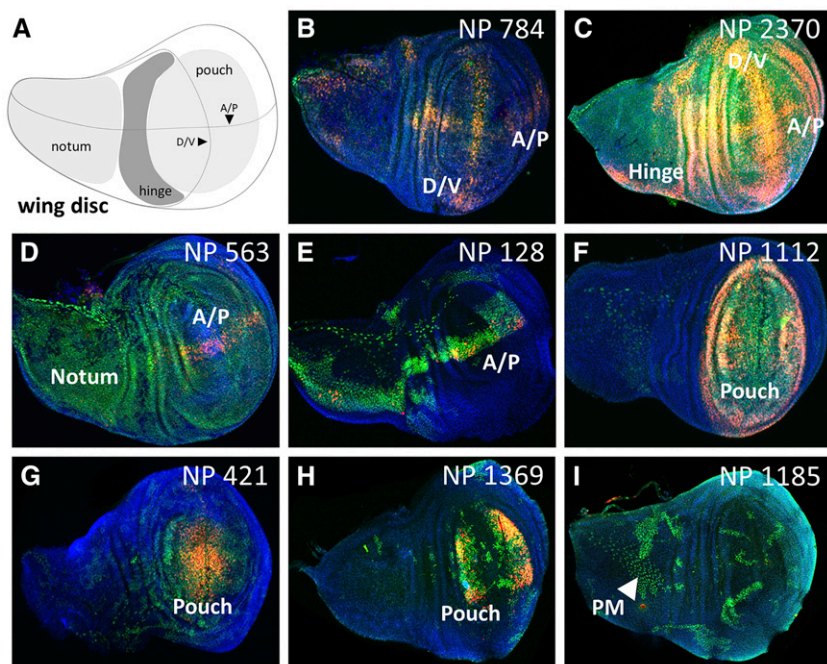 A
pouch
A/P
D/V
notum
hinge
wing disc
B
NP 784
A/P
D/V
C
NP 2370
D/V
A/P
Hinge
D
NP 563
A/P
Notum
E
NP 128
A/P
F
NP 1112
Pouch
G
NP 421
Pouch
H
NP 1369
Pouch
I
NP 1185
PM